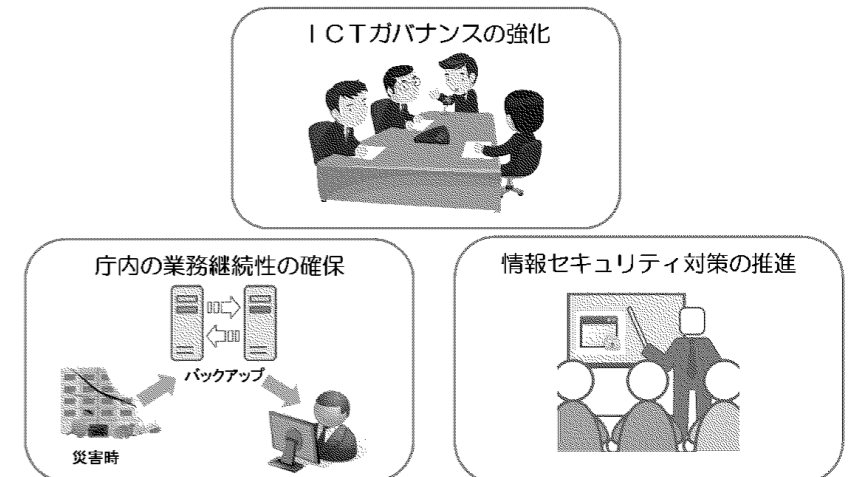 ＩＣＴガバナンスの強化
庁内の業務継続性の確保
バックアップ
災害時
情報セキュリティ対策の推進